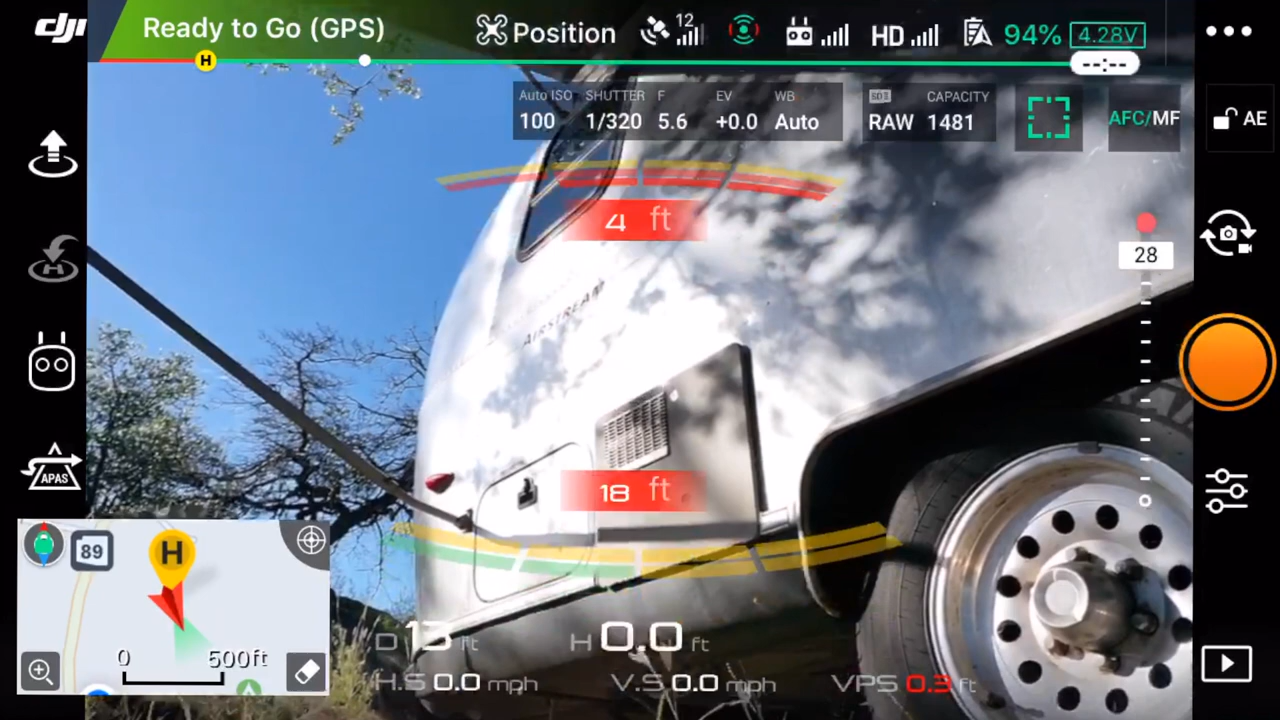 dji
Ready to Go (GPS)
Position
12
HD
94%
4.28V
H
--:--
Auto ISO
100
SHUTTER
1/320
F
5.6
EV
+0.0
WB
Auto
RAW
CAPACITY
1481
AFC/MF
AE
4 ft
28
H
AIRSTREAM
18 ft
APAS
89
H
0
500ft
D 13 ft
H 0.0 ft
H.S 0.0 mph
V.S 0.0 mph
VPS 0.3 ft